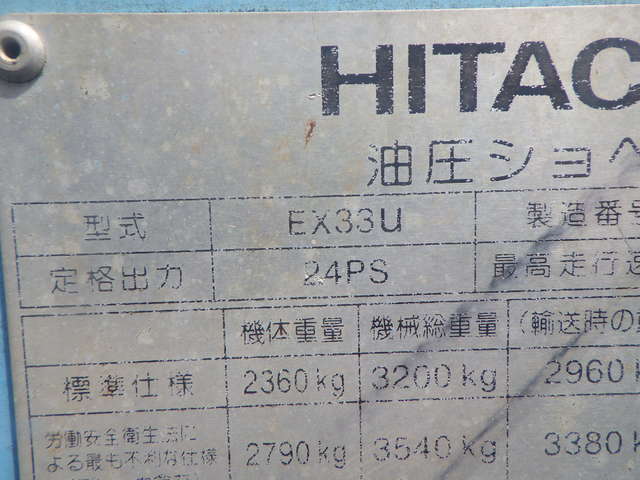 HITAC
油圧ショベ
型式 EX33U 製造番号
定格出力 24PS 最高走行速
機体重量 機械総重量 (輸送時の
標準仕様 2360kg 3200kg 2960k
労働安全衛生法に
よる最も不利な仕様 2790kg 3540kg 3380k